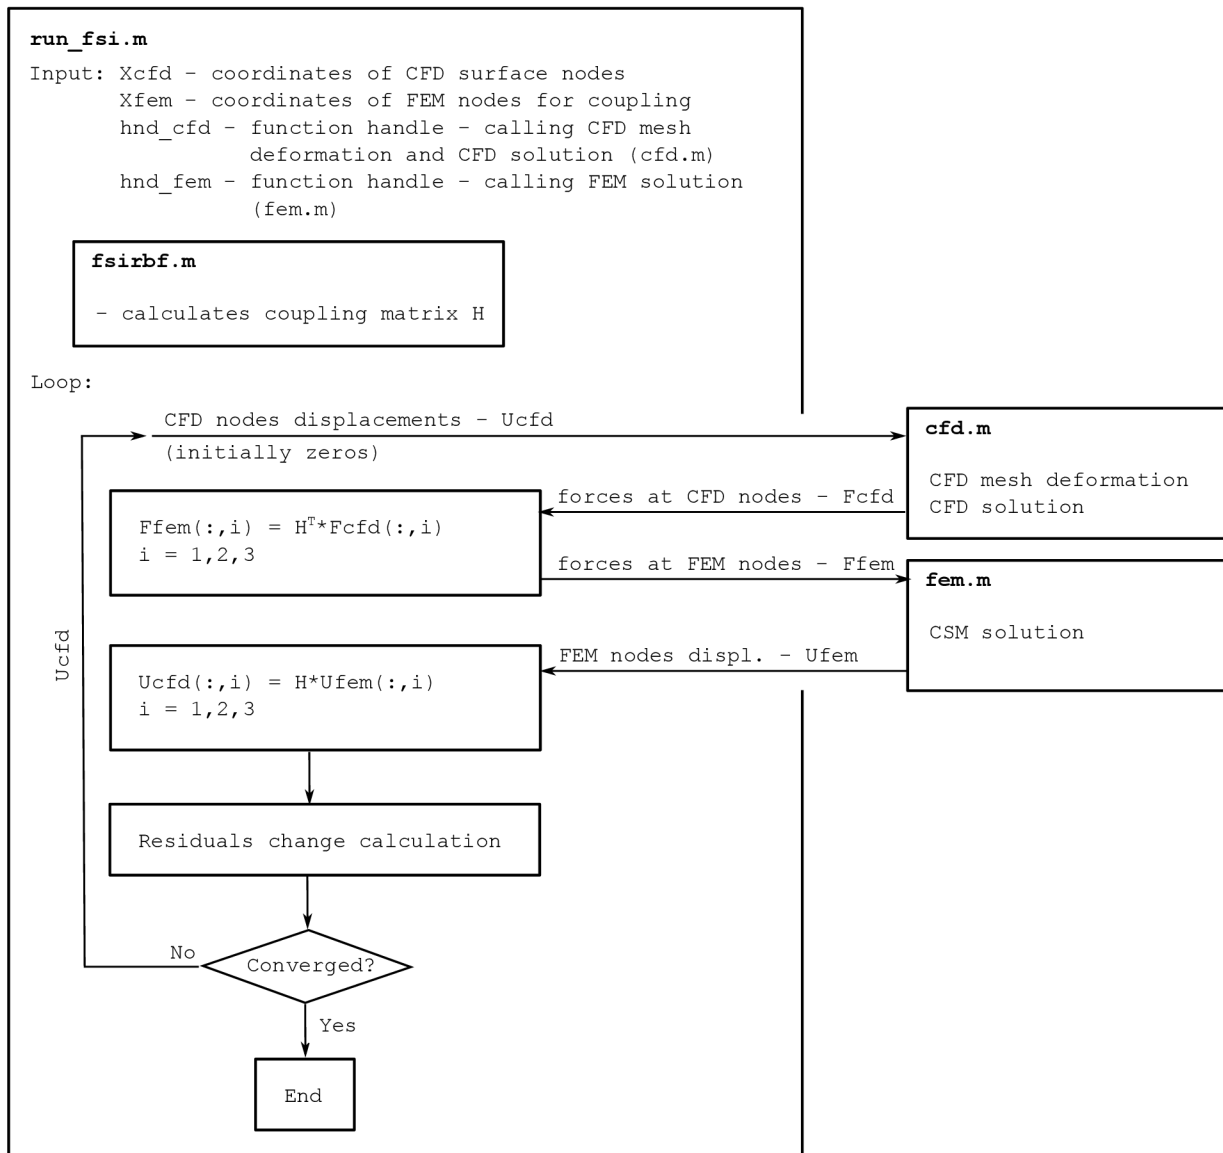 run_fsi.m
Input: Xcfd – coordinates of CFD surface nodes
Xfem – coordinates of FEM nodes for coupling
hnd_cfd – function handle – calling CFD mesh
deformation and CFD solution (cfd.m)
hnd_fem – function handle – calling FEM solution
(fem.m)
fsirbf.m
– calculates coupling matrix H
Loop:
CFD nodes displacements – Ucfd
(initially zeros)
cfd.m
CFD mesh deformation
CFD solution
forces at CFD nodes – Fcfd
Ffem(:,i) = Hᵀ*Fcfd(:,i)
i = 1,2,3
forces at FEM nodes – Ffem
fem.m
CSM solution
FEM nodes displ. – Ufem
Ucfd
Ucfd(:,i) = H*Ufem(:,i)
i = 1,2,3
Residuals change calculation
Converged?
No
Yes
End